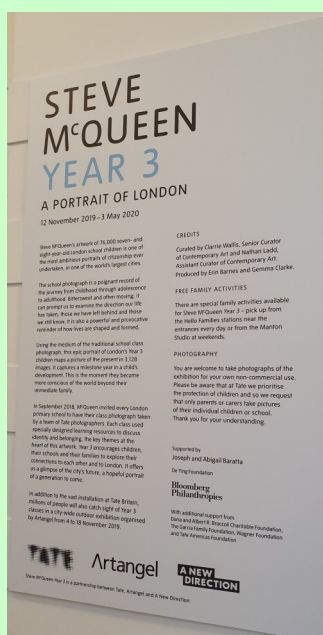 STEVE
McQUEEN
YEAR 3
A PORTRAIT OF LONDON
12 November 2019–3 May 2020
Steve McQueen's artwork of 76,000 seven- and
eight-year-old London school children is one of
the most ambitious portraits of citizenship ever
undertaken, in one of the world's largest cities.
The school photograph is a poignant record of
the journey from childhood through adolescence
to adulthood. Bittersweet and often moving, it
can prompt us to examine the direction our life
has taken, those we have left behind and those
we still know. It is also a powerful and provocative
reminder of how lives are shaped and formed.
Using the medium of the traditional school class
photograph, this epic portrait of London's Year 3
children maps a picture of the present in 3,128
images. It captures a milestone year in a child's
development. This is the moment they become
more conscious of the world beyond their
immediate family.
In September 2018, McQueen invited every London
primary school to have their class photograph taken
by a team of Tate photographers. Each class used
specially designed learning resources to discuss
identity and belonging, the key themes at the
heart of this artwork. Year 3 encourages children,
their schools and their families to explore their
connections to each other and to London. It offers
us a glimpse of the city's future, a hopeful portrait
of a generation to come.
In addition to the vast installation at Tate Britain,
millions of people will also catch sight of Year 3
classes in a city-wide outdoor exhibition organised
by Artangel from 4 to 18 November 2019.
CREDITS
Curated by Clarrie Wallis, Senior Curator
of Contemporary Art and Nathan Ladd,
Assistant Curator of Contemporary Art.
Produced by Erin Barnes and Gemma Clarke.
FREE FAMILY ACTIVITIES
There are special family activities available
for Steve McQueen Year 3 – pick up from
the Hello Families stations near the
entrances every day or from the Manton
Studio at weekends.
PHOTOGRAPHY
You are welcome to take photographs of the
exhibition for your own non-commercial use.
Please be aware that at Tate we prioritise
the protection of children and so we request
that only parents or carers take pictures
of their individual children or school.
Thank you for your understanding.
Supported by
Joseph and Abigail Baratta
De Ying Foundation
Bloomberg
Philanthropies
With additional support from
Dana and Albert R. Broccoli Charitable Foundation,
The Garcia Family Foundation, Wagner Foundation
and Tate Americas Foundation
TATE
Artangel
A NEW
DIRECTION
Steve McQueen Year 3 is a partnership between Tate, Artangel and A New Direction